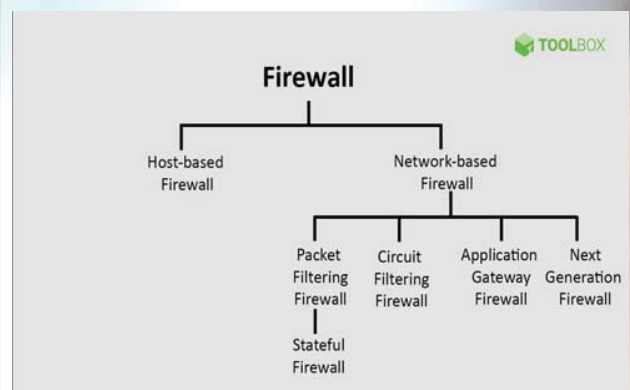 TOOLBOX
Firewall
Host-based
Firewall
Network-based
Firewall
Packet
Filtering
Firewall
Circuit
Filtering
Firewall
Application
Gateway
Firewall
Next
Generation
Firewall
Stateful
Firewall